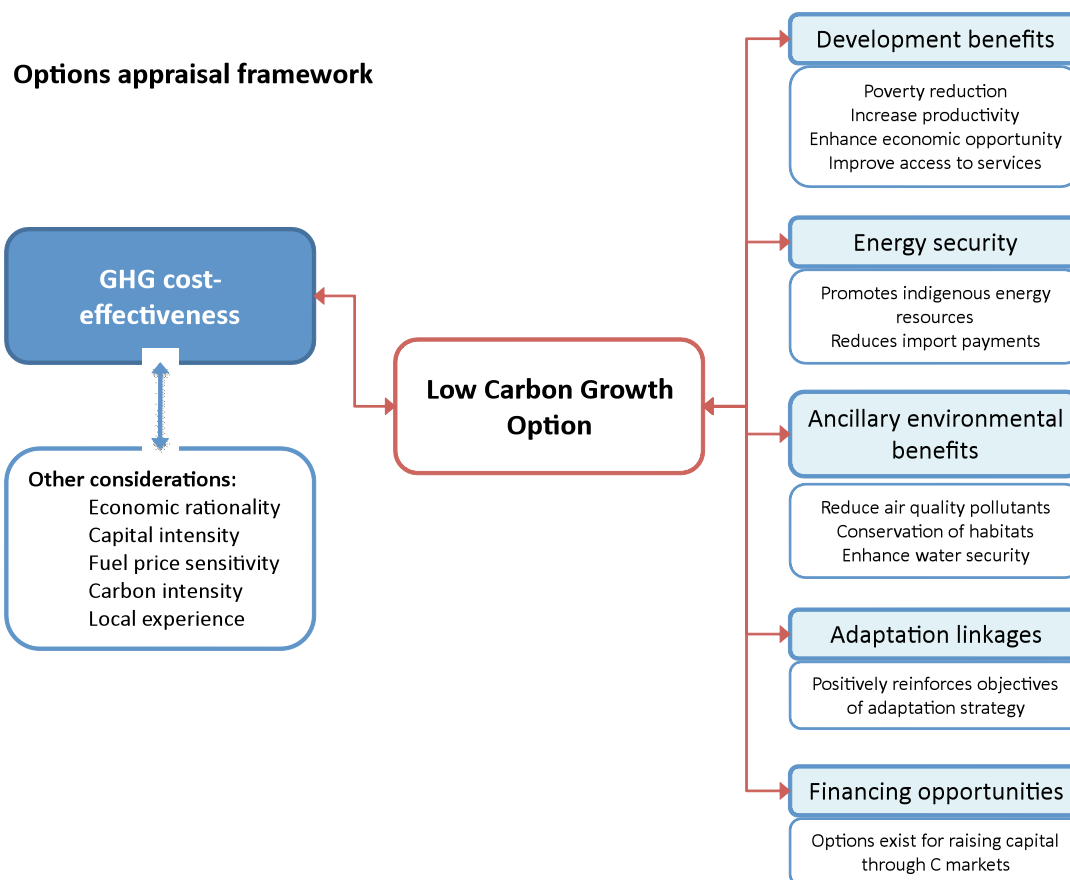 Options appraisal framework
GHG cost-
effectiveness
Other considerations:
Economic rationality
Capital intensity
Fuel price sensitivity
Carbon intensity
Local experience
Low Carbon Growth
Option
Development benefits
Poverty reduction
Increase productivity
Enhance economic opportunity
Improve access to services
Energy security
Promotes indigenous energy
resources
Reduces import payments
Ancillary environmental
benefits
Reduce air quality pollutants
Conservation of habitats
Enhance water security
Adaptation linkages
Positively reinforces objectives
of adaptation strategy
Financing opportunities
Options exist for raising capital
through C markets